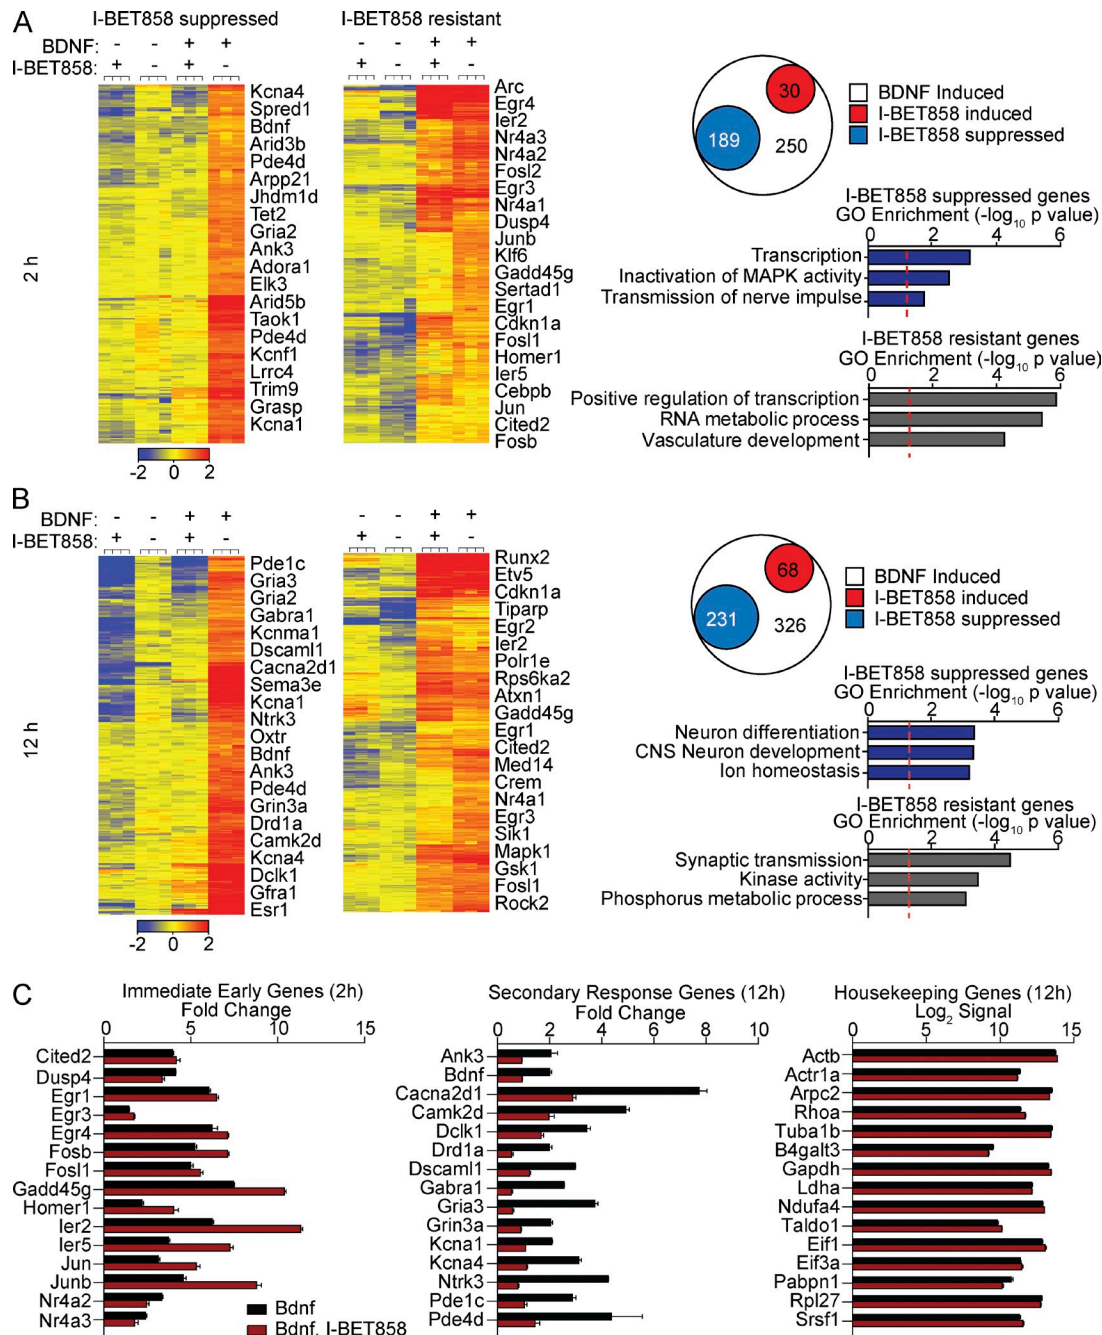 A
I-BET858 suppressed
I-BET858 resistant
BDNF: - - + +
- - + +
I-BET858: + - + -
+ - + -
2 h
Kcna4
Spred1
Bdnf
Arid3b
Pde4d
Arpp21
Jhdm1d
Tet2
Gria2
Ank3
Adora1
Elk3
Arid5b
Taok1
Pde4d
Kcnf1
Lrrc4
Trim9
Grasp
Kcna1
-2 0 2
Arc
Egr4
Ier2
Nr4a3
Nr4a2
Fosl2
Egr3
Nr4a1
Dusp4
Junb
Klf6
Gadd45g
Sertad1
Egr1
Cdkn1a
Fosl1
Homer1
Ier5
Cebpb
Jun
Cited2
Fosb
30
189
250
BDNF Induced
I-BET858 induced
I-BET858 suppressed
I-BET858 suppressed genes
GO Enrichment (-log10 p value)
0 2 4 6
Transcription
Inactivation of MAPK activity
Transmission of nerve impulse
I-BET858 resistant genes
GO Enrichment (-log10 p value)
0 2 4 6
Positive regulation of transcription
RNA metabolic process
Vasculature development
B
BDNF: - - + +
- - + +
I-BET858: + - + -
+ - + -
12 h
Pde1c
Gria3
Gria2
Gabra1
Kcnma1
Dscaml1
Cacna2d1
Sema3e
Kcna1
Ntrk3
Oxtr
Bdnf
Ank3
Pde4d
Grin3a
Drd1a
Camk2d
Kcna4
Dclk1
Gfra1
Esr1
-2 0 2
Runx2
Etv5
Cdkn1a
Tiparp
Egr2
Ier2
Polr1e
Rps6ka2
Atxn1
Gadd45g
Egr1
Cited2
Med14
Crem
Nr4a1
Egr3
Sik1
Mapk1
Gsk1
Fosl1
Rock2
68
231
326
BDNF Induced
I-BET858 induced
I-BET858 suppressed
I-BET858 suppressed genes
GO Enrichment (-log10 p value)
0 2 4 6
Neuron differentiation
CNS Neuron development
Ion homeostasis
I-BET858 resistant genes
GO Enrichment (-log10 p value)
0 2 4 6
Synaptic transmission
Kinase activity
Phosphorus metabolic process
C
Immediate Early Genes (2h)
Fold Change
0 5 10 15
Cited2
Dusp4
Egr1
Egr3
Egr4
Fosb
Fosl1
Gadd45g
Homer1
Ier2
Ier5
Jun
Junb
Nr4a2
Nr4a3
Bdnf
Bdnf, I-BET858
Secondary Response Genes (12h)
Fold Change
0 2 4 6 8 10
Ank3
Bdnf
Cacna2d1
Camk2d
Dclk1
Drd1a
Dscaml1
Gabra1
Gria3
Grin3a
Kcna1
Kcna4
Ntrk3
Pde1c
Pde4d
Housekeeping Genes (12h)
Log2 Signal
0 5 10 15
Actb
Actr1a
Arpc2
Rhoa
Tuba1b
B4galt3
Gapdh
Ldha
Ndufa4
Taldo1
Eif1
Eif3a
Pabpn1
Rpl27
Srsf1